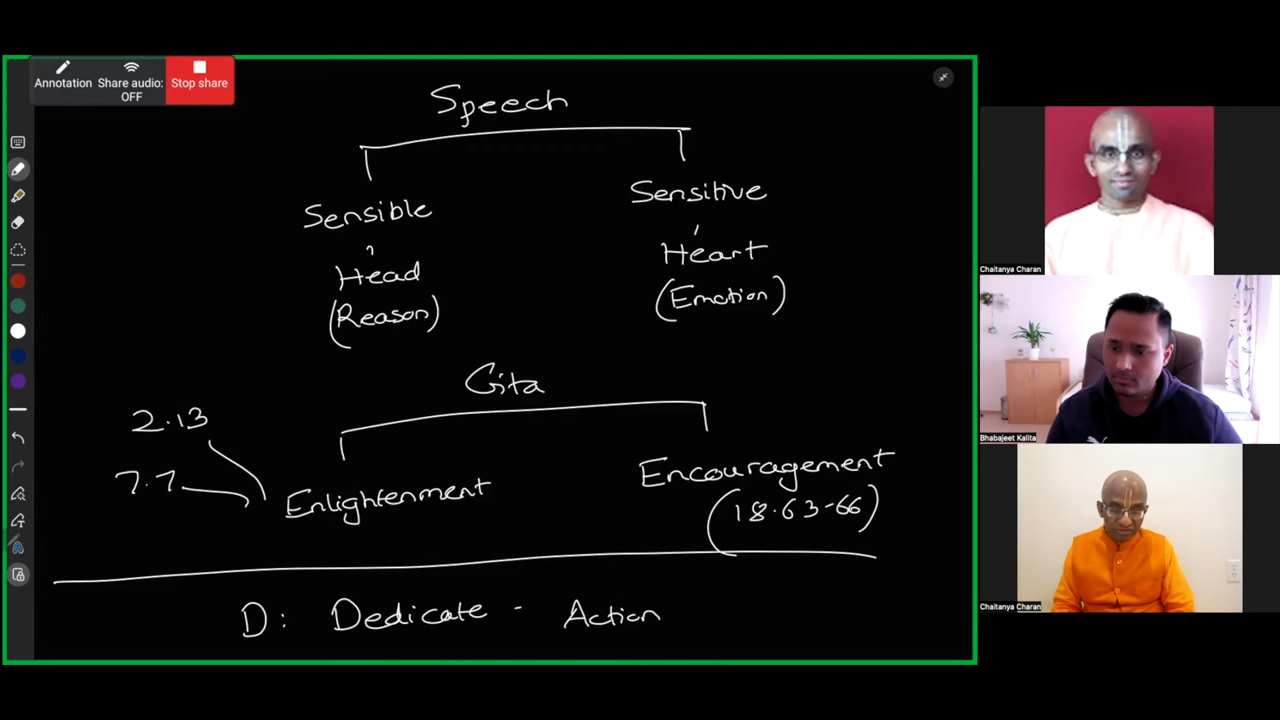 Annotation
Share audio: OFF
Stop share
Speech
Sensible
Sensitive
Head
Heart
(Reason)
(Emotion)
Gita
2.13
7.7
Enlightenment
Encouragement
(18.63-66)
D: Dedicate - Action
Chaitanya Charan
Bhabajeet Kalita
Chaitanya Charan